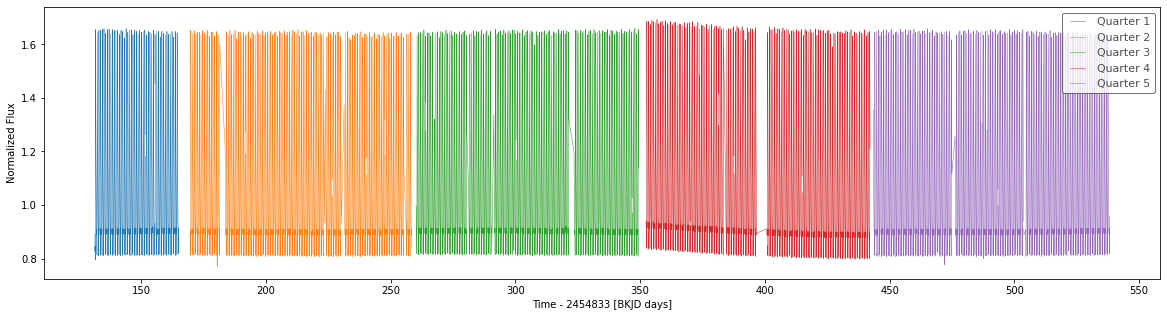 Normalized Flux
1.6
1.4
1.2
1.0
0.8
150
200
250
300
350
400
450
500
550
Time - 2454833 [BKJD days]
Quarter 1
Quarter 2
Quarter 3
Quarter 4
Quarter 5